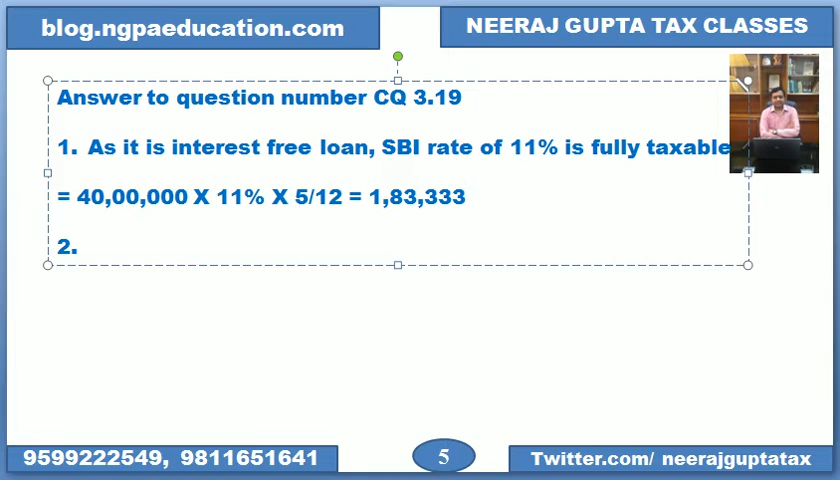 blog.ngpaeducation.com
NEERAJ GUPTA TAX CLASSES
Answer to question number CQ 3.19
1. As it is interest free loan, SBI rate of 11% is fully taxable
= 40,00,000 X 11% X 5/12 = 1,83,333
2.
9599222549, 9811651641
5
Twitter.com/ neerajguptatax